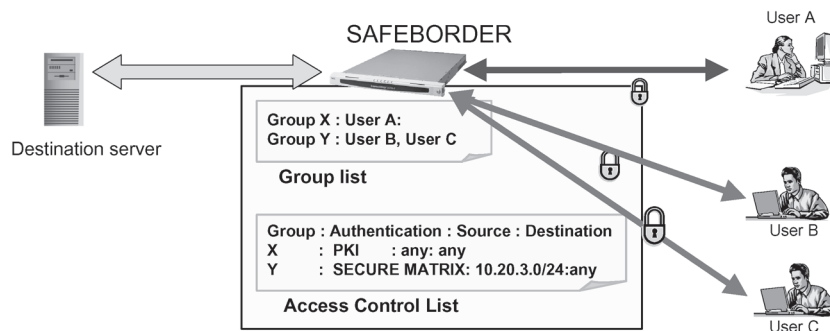 SAFEBORDER
User A
Destination server
Group X : User A:
Group Y : User B, User C
Group list
User B
Group : Authentication : Source : Destination
X : PKI : any: any
Y : SECURE MATRIX: 10.20.3.0/24:any
Access Control List
User C